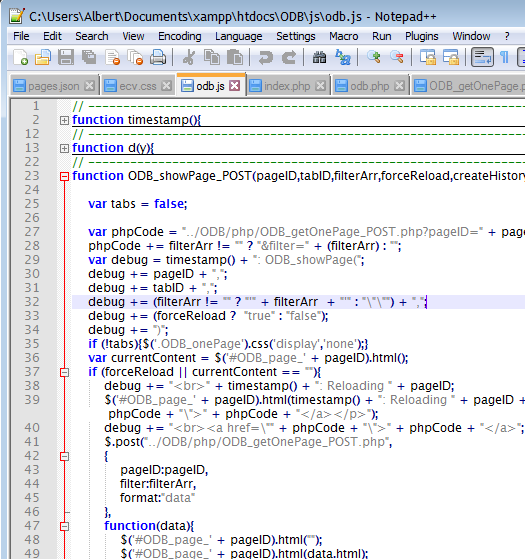 C:\Users\Albert\Documents\xampp\htdocs\ODB\js\odb.js - Notepad++
File Edit Search View Encoding Language Settings Macro Run Plugins Window ?
pages.json ecv.css odb.js index.php odb.php ODB_getOnePage.
1 // --------------------------------------------------------
2 function timestamp(){
12 // --------------------------------------------------------
13 function d(y){
22 // --------------------------------------------------------
23 function ODB_showPage_POST(pageID,tabID,filterArr,forceReload,createHistory
24
25 var tabs = false;
26
27 var phpCode = "../ODB/php/ODB_getOnePage_POST.php?pageID=" + page
28 phpCode += filterArr != "" ? "&filter=" + (filterArr) : "";
29 var debug = timestamp() + ": ODB_showPage(";
30 debug += pageID + ",";
31 debug += tabID + ",";
32 debug += (filterArr != "" ? "'" + filterArr + "'" : "\"\"") + ",";
33 debug += (forceReload ? "true" : "false");
34 debug += ")";
35 if (!tabs){$('.ODB_onePage').css('display','none');}
36 var currentContent = $('#ODB_page_' + pageID).html();
37 if (forceReload || currentContent == ""){
38 debug += "<br>" + timestamp() + ": Reloading " + pageID;
39 $('#ODB_page_' + pageID).html(timestamp() + ": Reloading " + pageID +
phpCode + "\">" + phpCode + "</a></p>");
40 debug += "<br><a href=\"" + phpCode + "\">" + phpCode + "</a>";
41 $.post("../ODB/php/ODB_getOnePage_POST.php",
42 {
43 pageID:pageID,
44 filter:filterArr,
45 format:"data"
46 },
47 function(data){
48 $('#ODB_page_' + pageID).html("");
49 $('#ODB_page_' + pageID).html(data.html);